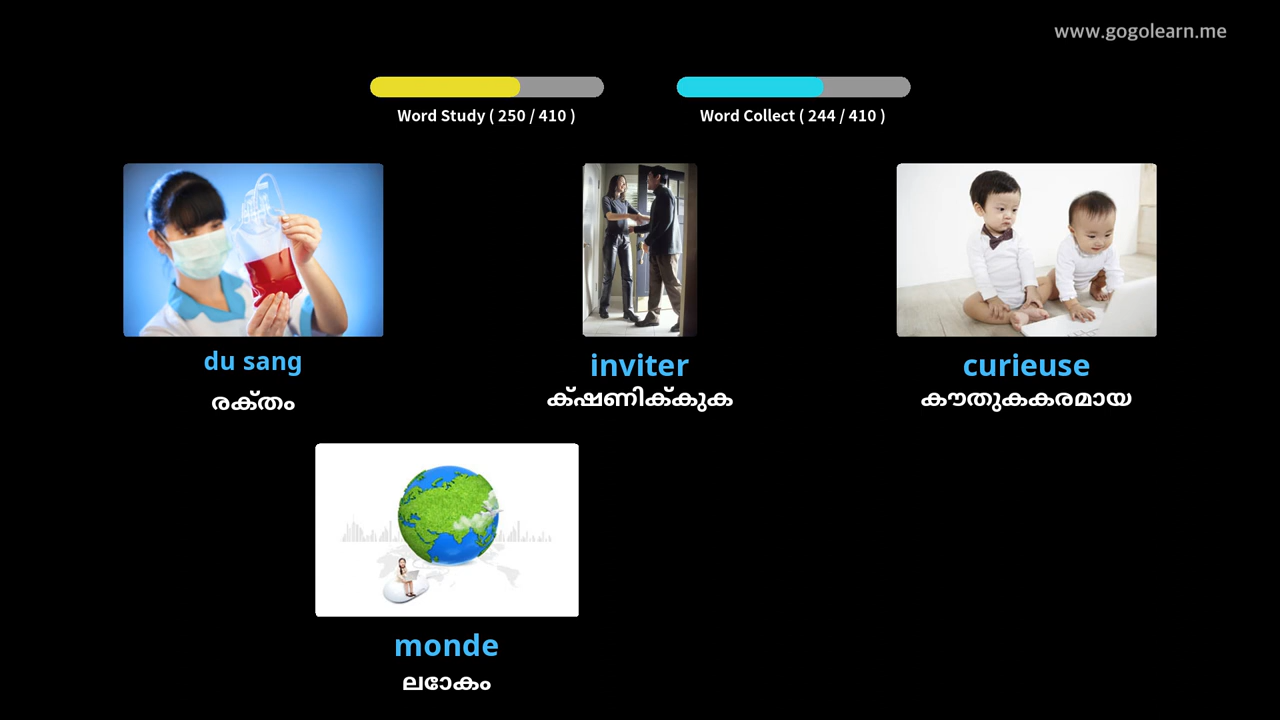 www.gogolearn.me
Word Study ( 250 / 410 )
Word Collect ( 244 / 410 )
du sang
inviter
curieuse
രക്തം
ക്ഷണിക്കുക
കൗതുകകരമായ
monde
ലോകം